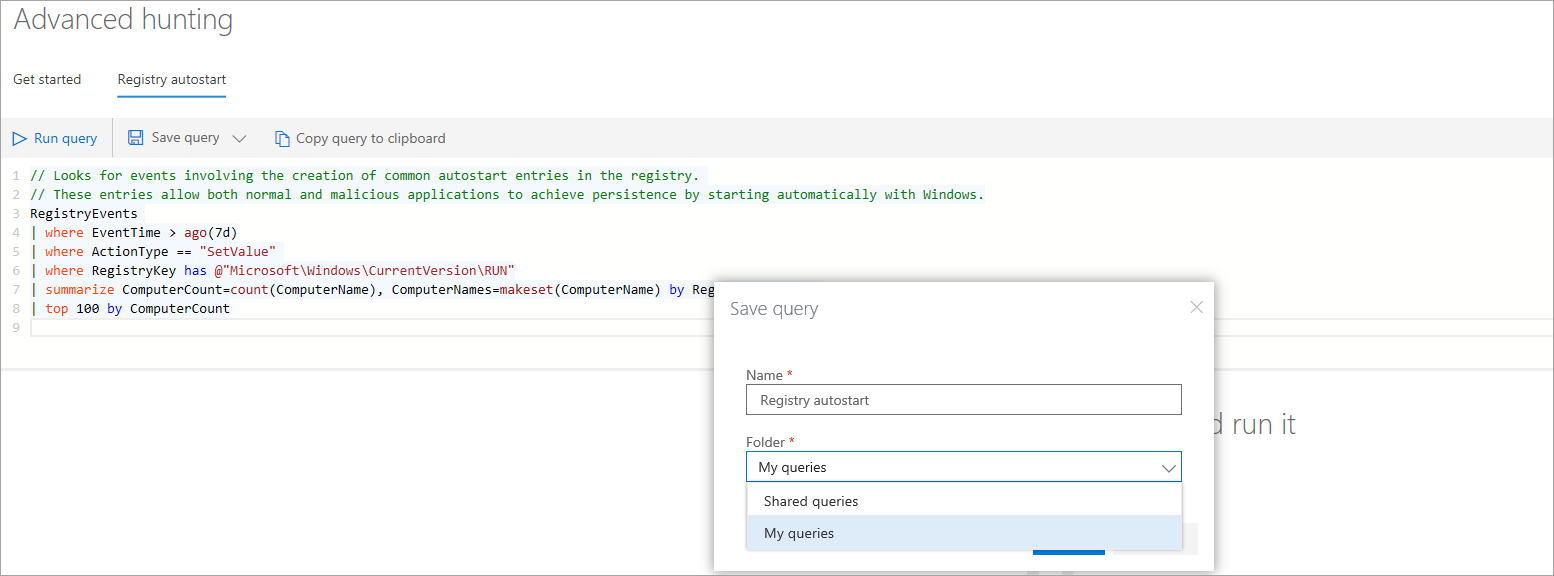 Advanced hunting
Get started
Registry autostart
Run query
Save query
Copy query to clipboard
1 // Looks for events involving the creation of common autostart entries in the registry.
2 // These entries allow both normal and malicious applications to achieve persistence by starting automatically with Windows.
3 RegistryEvents
4 | where EventTime > ago(7d)
5 | where ActionType == "SetValue"
6 | where RegistryKey has @"Microsoft\Windows\CurrentVersion\RUN"
7 | summarize ComputerCount=count(ComputerName), ComputerNames=makeset(ComputerName) by Reg
8 | top 100 by ComputerCount
9
Save query
Name *
Registry autostart
Folder *
My queries
Shared queries
My queries
run it